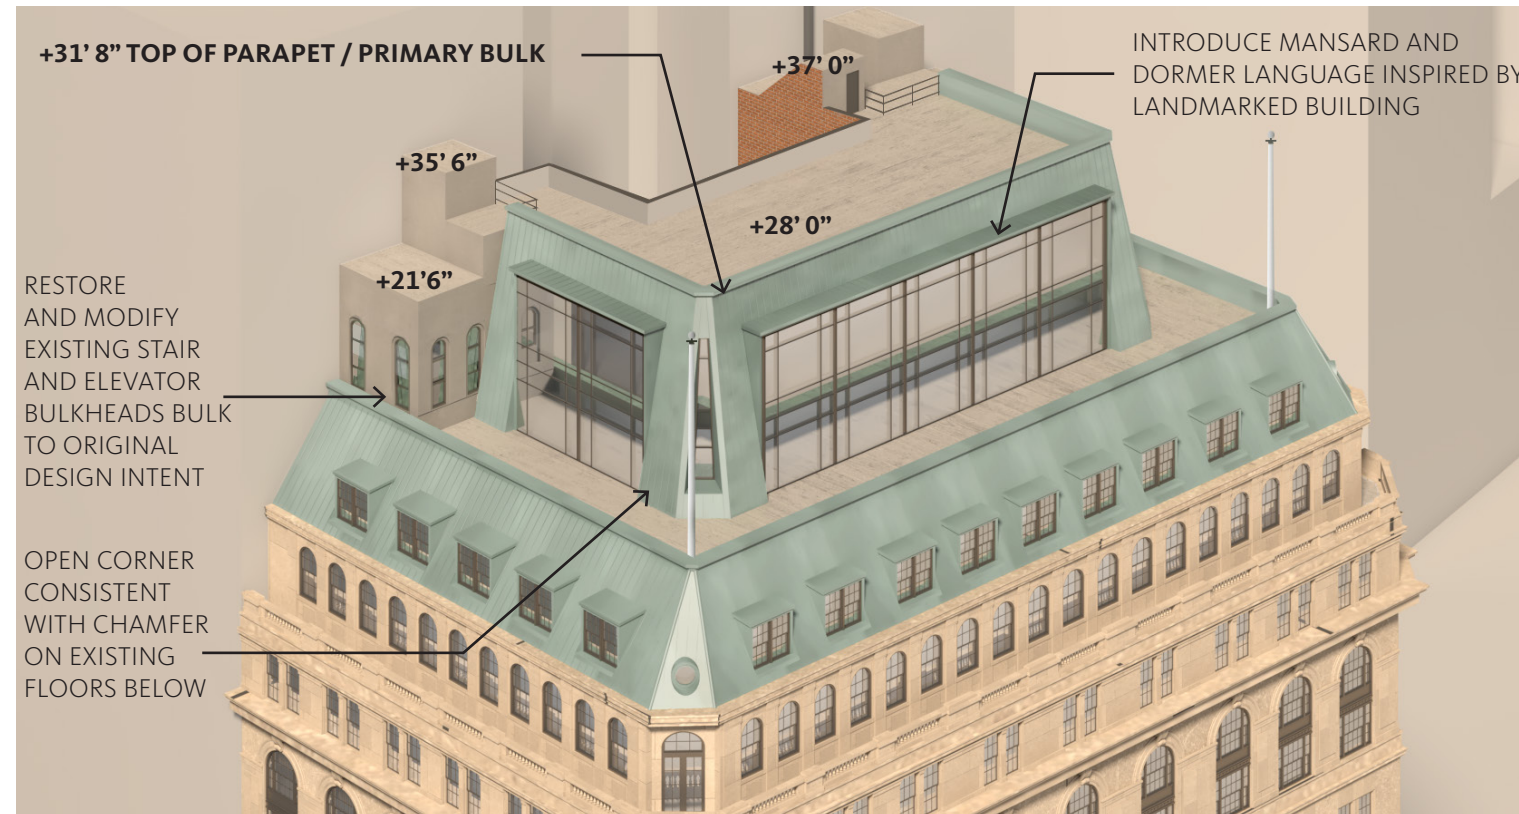 +31’ 8” TOP OF PARAPET / PRIMARY BULK
+37’ 0”
INTRODUCE MANSARD AND
DORMER LANGUAGE INSPIRED BY
LANDMARKED BUILDING
+35’ 6”
+28’ 0”
+21’6”
RESTORE
AND MODIFY
EXISTING STAIR
AND ELEVATOR
BULKHEADS BULK
TO ORIGINAL
DESIGN INTENT
OPEN CORNER
CONSISTENT
WITH CHAMFER
ON EXISTING
FLOORS BELOW